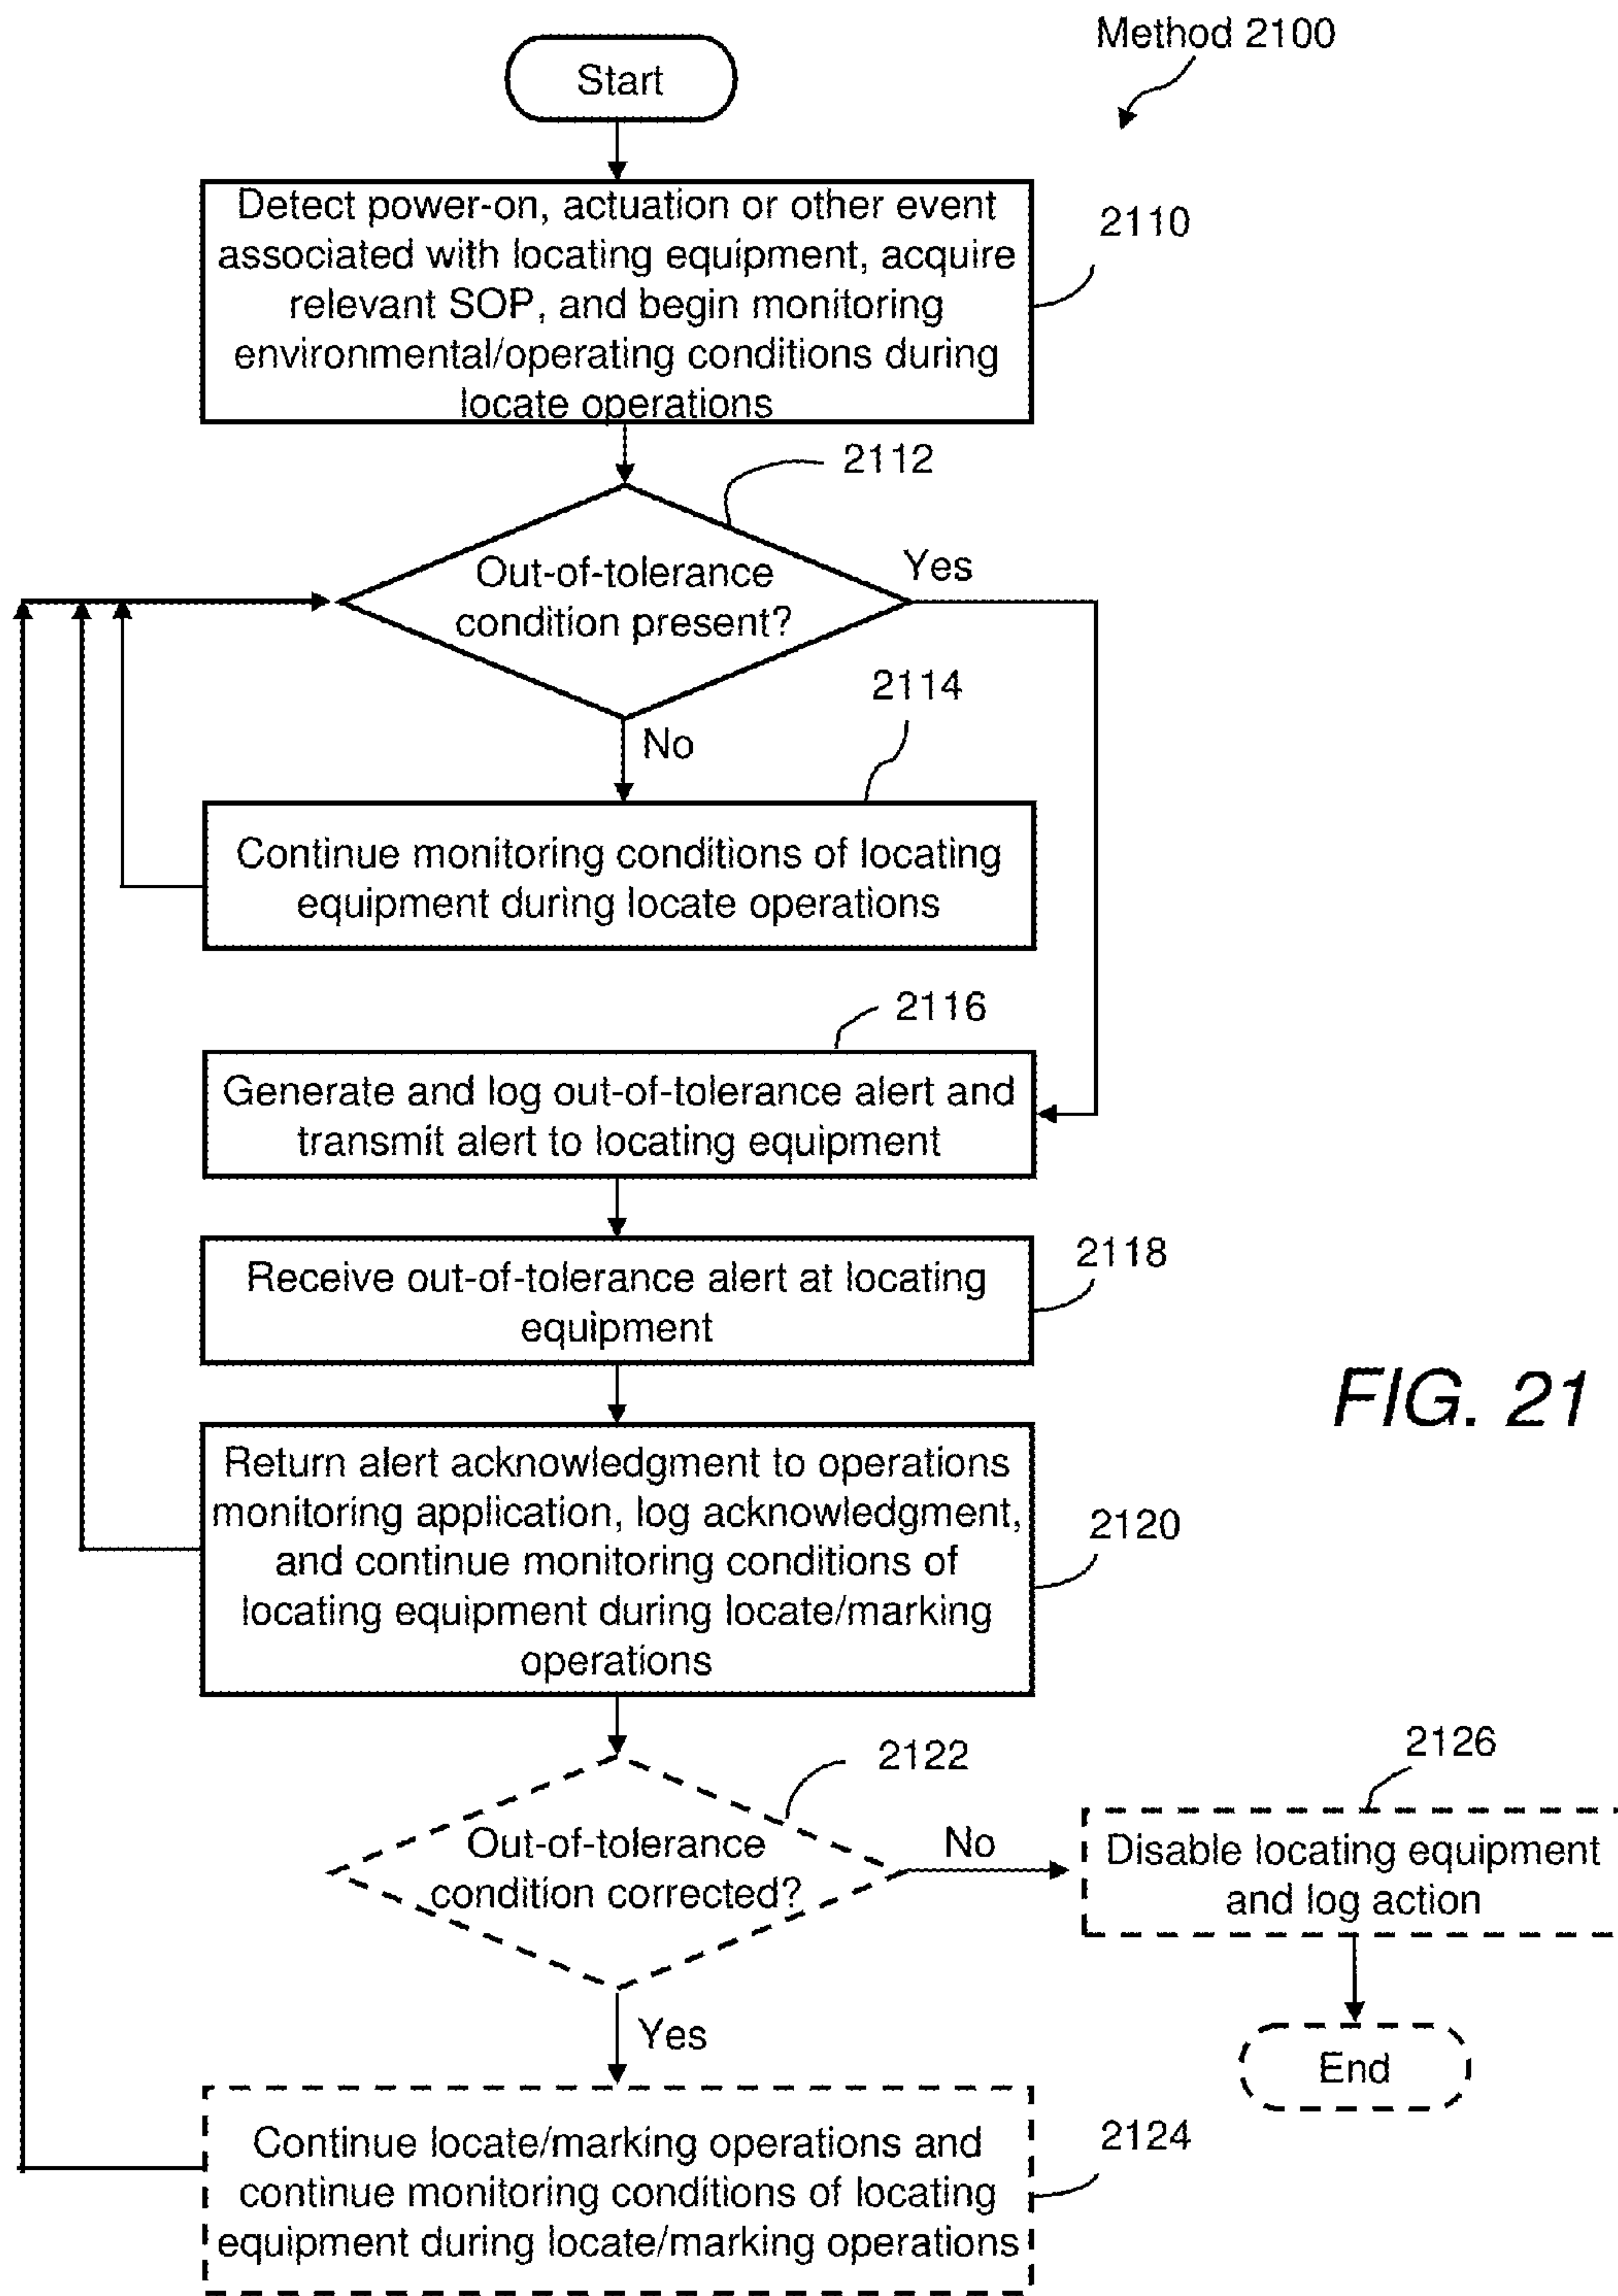 Method 2100
Start
Detect power-on, actuation or other event
associated with locating equipment, acquire
relevant SOP, and begin monitoring
environmental/operating conditions during
locate operations
2110
2112
Out-of-tolerance
condition present?
Yes
No
2114
Continue monitoring conditions of locating
equipment during locate operations
2116
Generate and log out-of-tolerance alert and
transmit alert to locating equipment
2118
Receive out-of-tolerance alert at locating
equipment
FIG. 21
Return alert acknowledgment to operations
monitoring application, log acknowledgment,
and continue monitoring conditions of
locating equipment during locate/marking
operations
2120
2122
Out-of-tolerance
condition corrected?
No
Yes
2126
Disable locating equipment
and log action
End
Continue locate/marking operations and
continue monitoring conditions of locating
equipment during locate/marking operations
2124